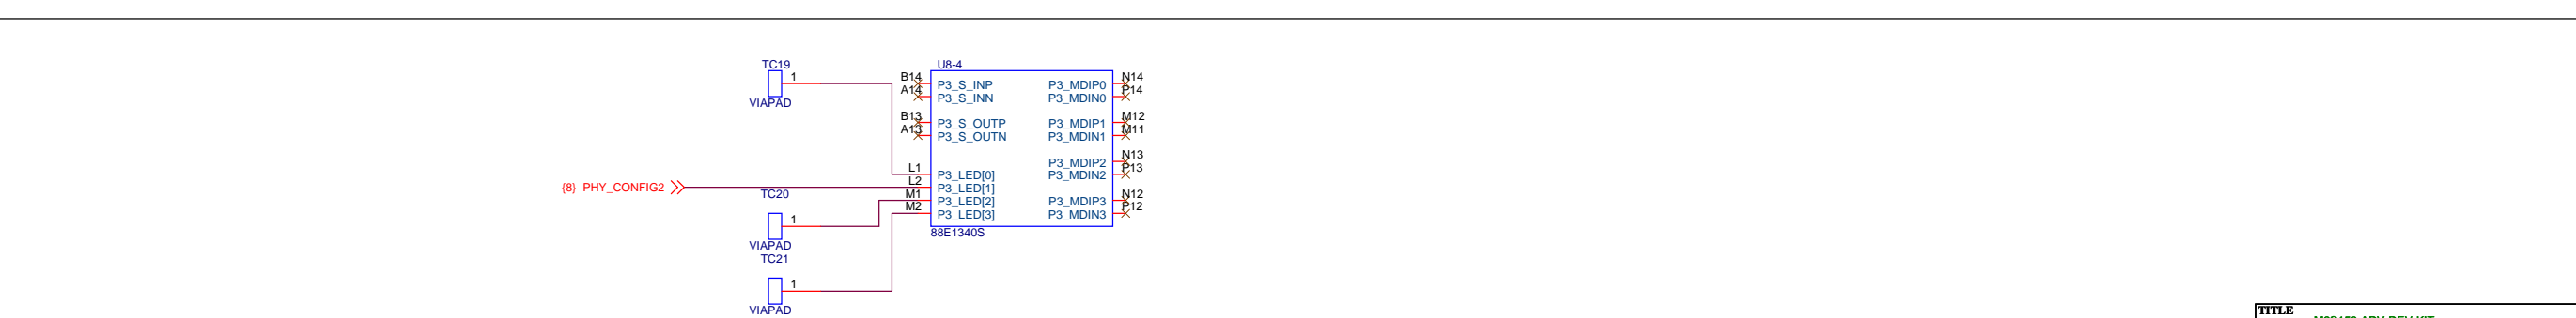 TC19
1
VIAPAD
U8-4
B14 P3_S_INP P3_MDIP0 N14
A14 P3_S_INN P3_MDIN0 P14
B13 P3_S_OUTP P3_MDIP1 M12
A13 P3_S_OUTN P3_MDIN1 M11
P3_MDIP2 N13
L1 P3_LED[0] P3_MDIN2 P13
{8} PHY_CONFIG2 L2 P3_LED[1]
M1 P3_LED[2] P3_MDIP3 N12
M2 P3_LED[3] P3_MDIN3 P12
88E1340S
TC20
1
VIAPAD
TC21
1
VIAPAD
TITLE